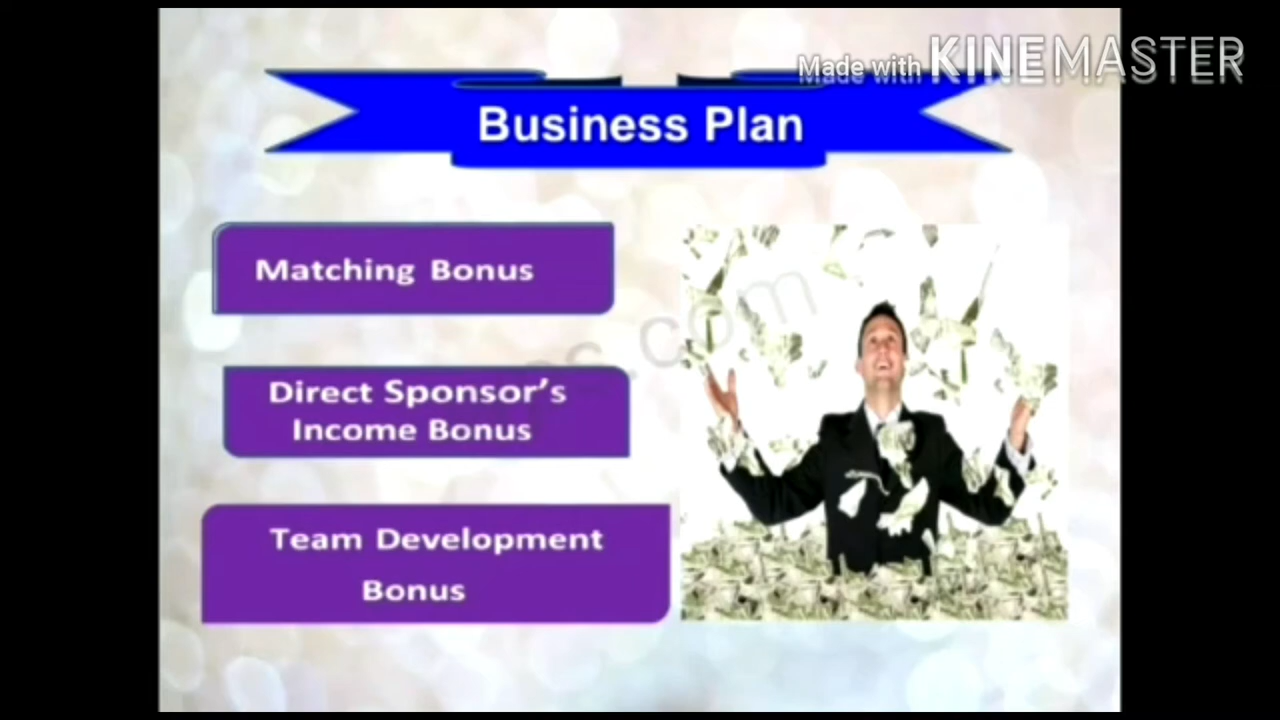 Made with KINEMASTER
Business Plan
Matching Bonus
Direct Sponsor's
Income Bonus
Team Development
Bonus